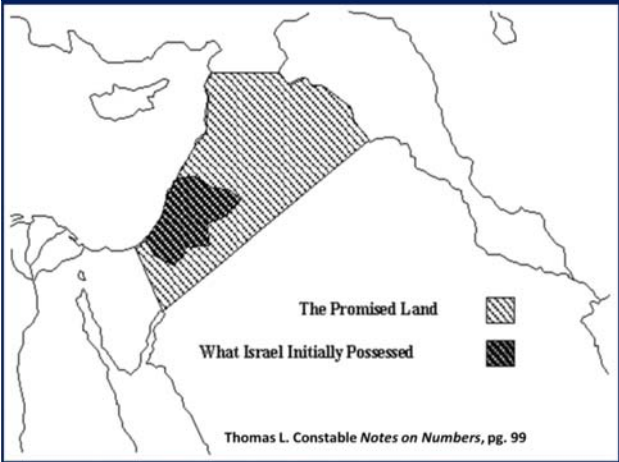 The Promised Land
What Israel Initially Possessed
Thomas L. Constable Notes on Numbers, pg. 99